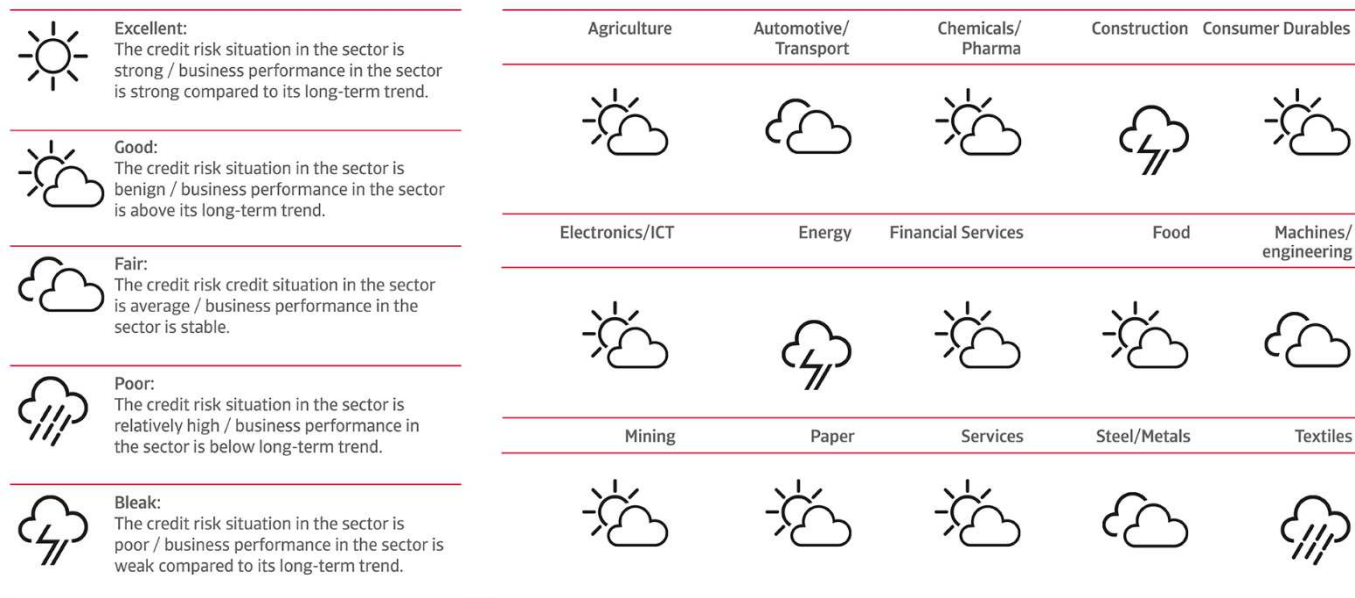 Excellent:
The credit risk situation in the sector is
strong / business performance in the sector
is strong compared to its long-term trend.
Good:
The credit risk situation in the sector is
benign / business performance in the sector
is above its long-term trend.
Fair:
The credit risk credit situation in the sector
is average / business performance in the
sector is stable.
Poor:
The credit risk situation in the sector is
relatively high / business performance in
the sector is below long-term trend.
Bleak:
The credit risk situation in the sector is
poor / business performance in the sector is
weak compared to its long-term trend.
Agriculture
Automotive/
Transport
Chemicals/
Pharma
Construction
Consumer Durables
Electronics/ICT
Energy
Financial Services
Food
Machines/
engineering
Mining
Paper
Services
Steel/Metals
Textiles